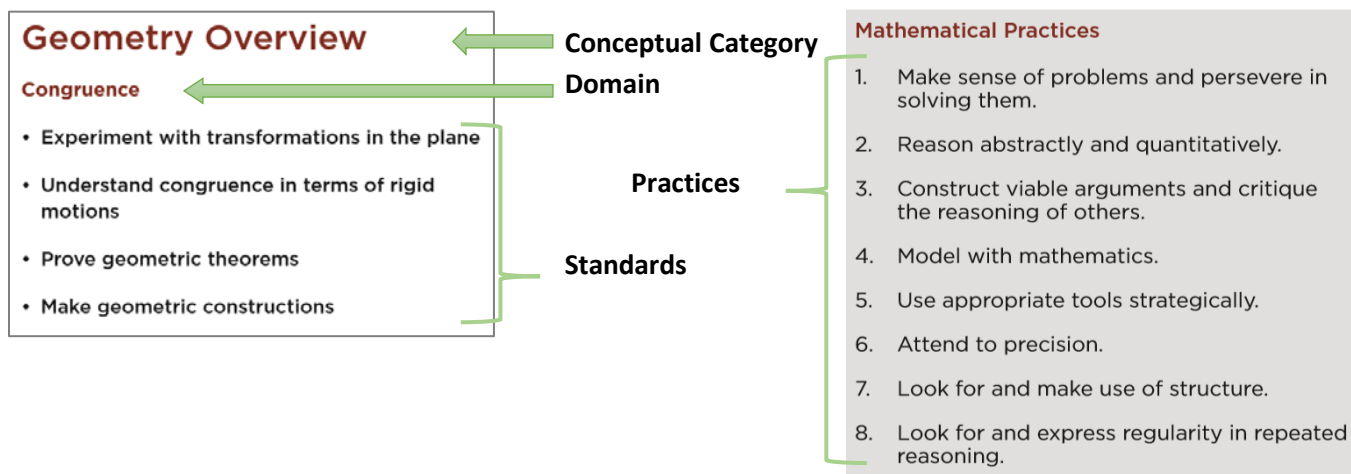 Geometry Overview
Congruence
• Experiment with transformations in the plane
• Understand congruence in terms of rigid
motions
• Prove geometric theorems
• Make geometric constructions
Conceptual Category
Domain
Practices
Standards
Mathematical Practices
1. Make sense of problems and persevere in
solving them.
2. Reason abstractly and quantitatively.
3. Construct viable arguments and critique
the reasoning of others.
4. Model with mathematics.
5. Use appropriate tools strategically.
6. Attend to precision.
7. Look for and make use of structure.
8. Look for and express regularity in repeated
reasoning.